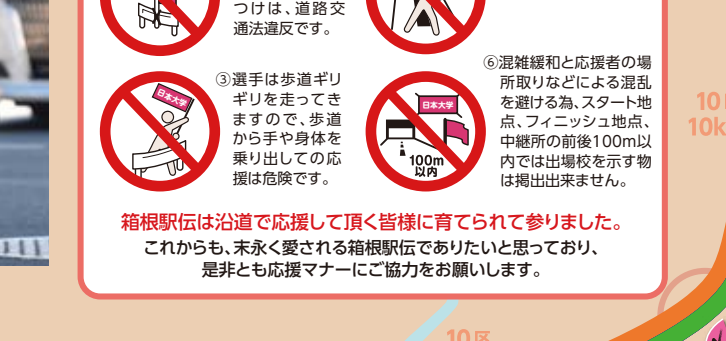 つけは、道路交
通法違反です。
③選手は歩道ギリ
ギリを走ってき
ますので、歩道
から手や身体を
乗り出しての応
援は危険です。
日本大学
⑥混雑緩和と応援者の場
所取りなどによる混乱
を避ける為、スタート地
点、フィニッシュ地点、
中継所の前後100m以
内では出場校を示す物
は掲出出来ません。
日本大学
100m
以内
箱根駅伝は沿道で応援して頂く皆様に育てられて参りました。
これからも、末永く愛される箱根駅伝でありたいと思っており、
是非とも応援マナーにご協力をお願いします。
10
10k
10区